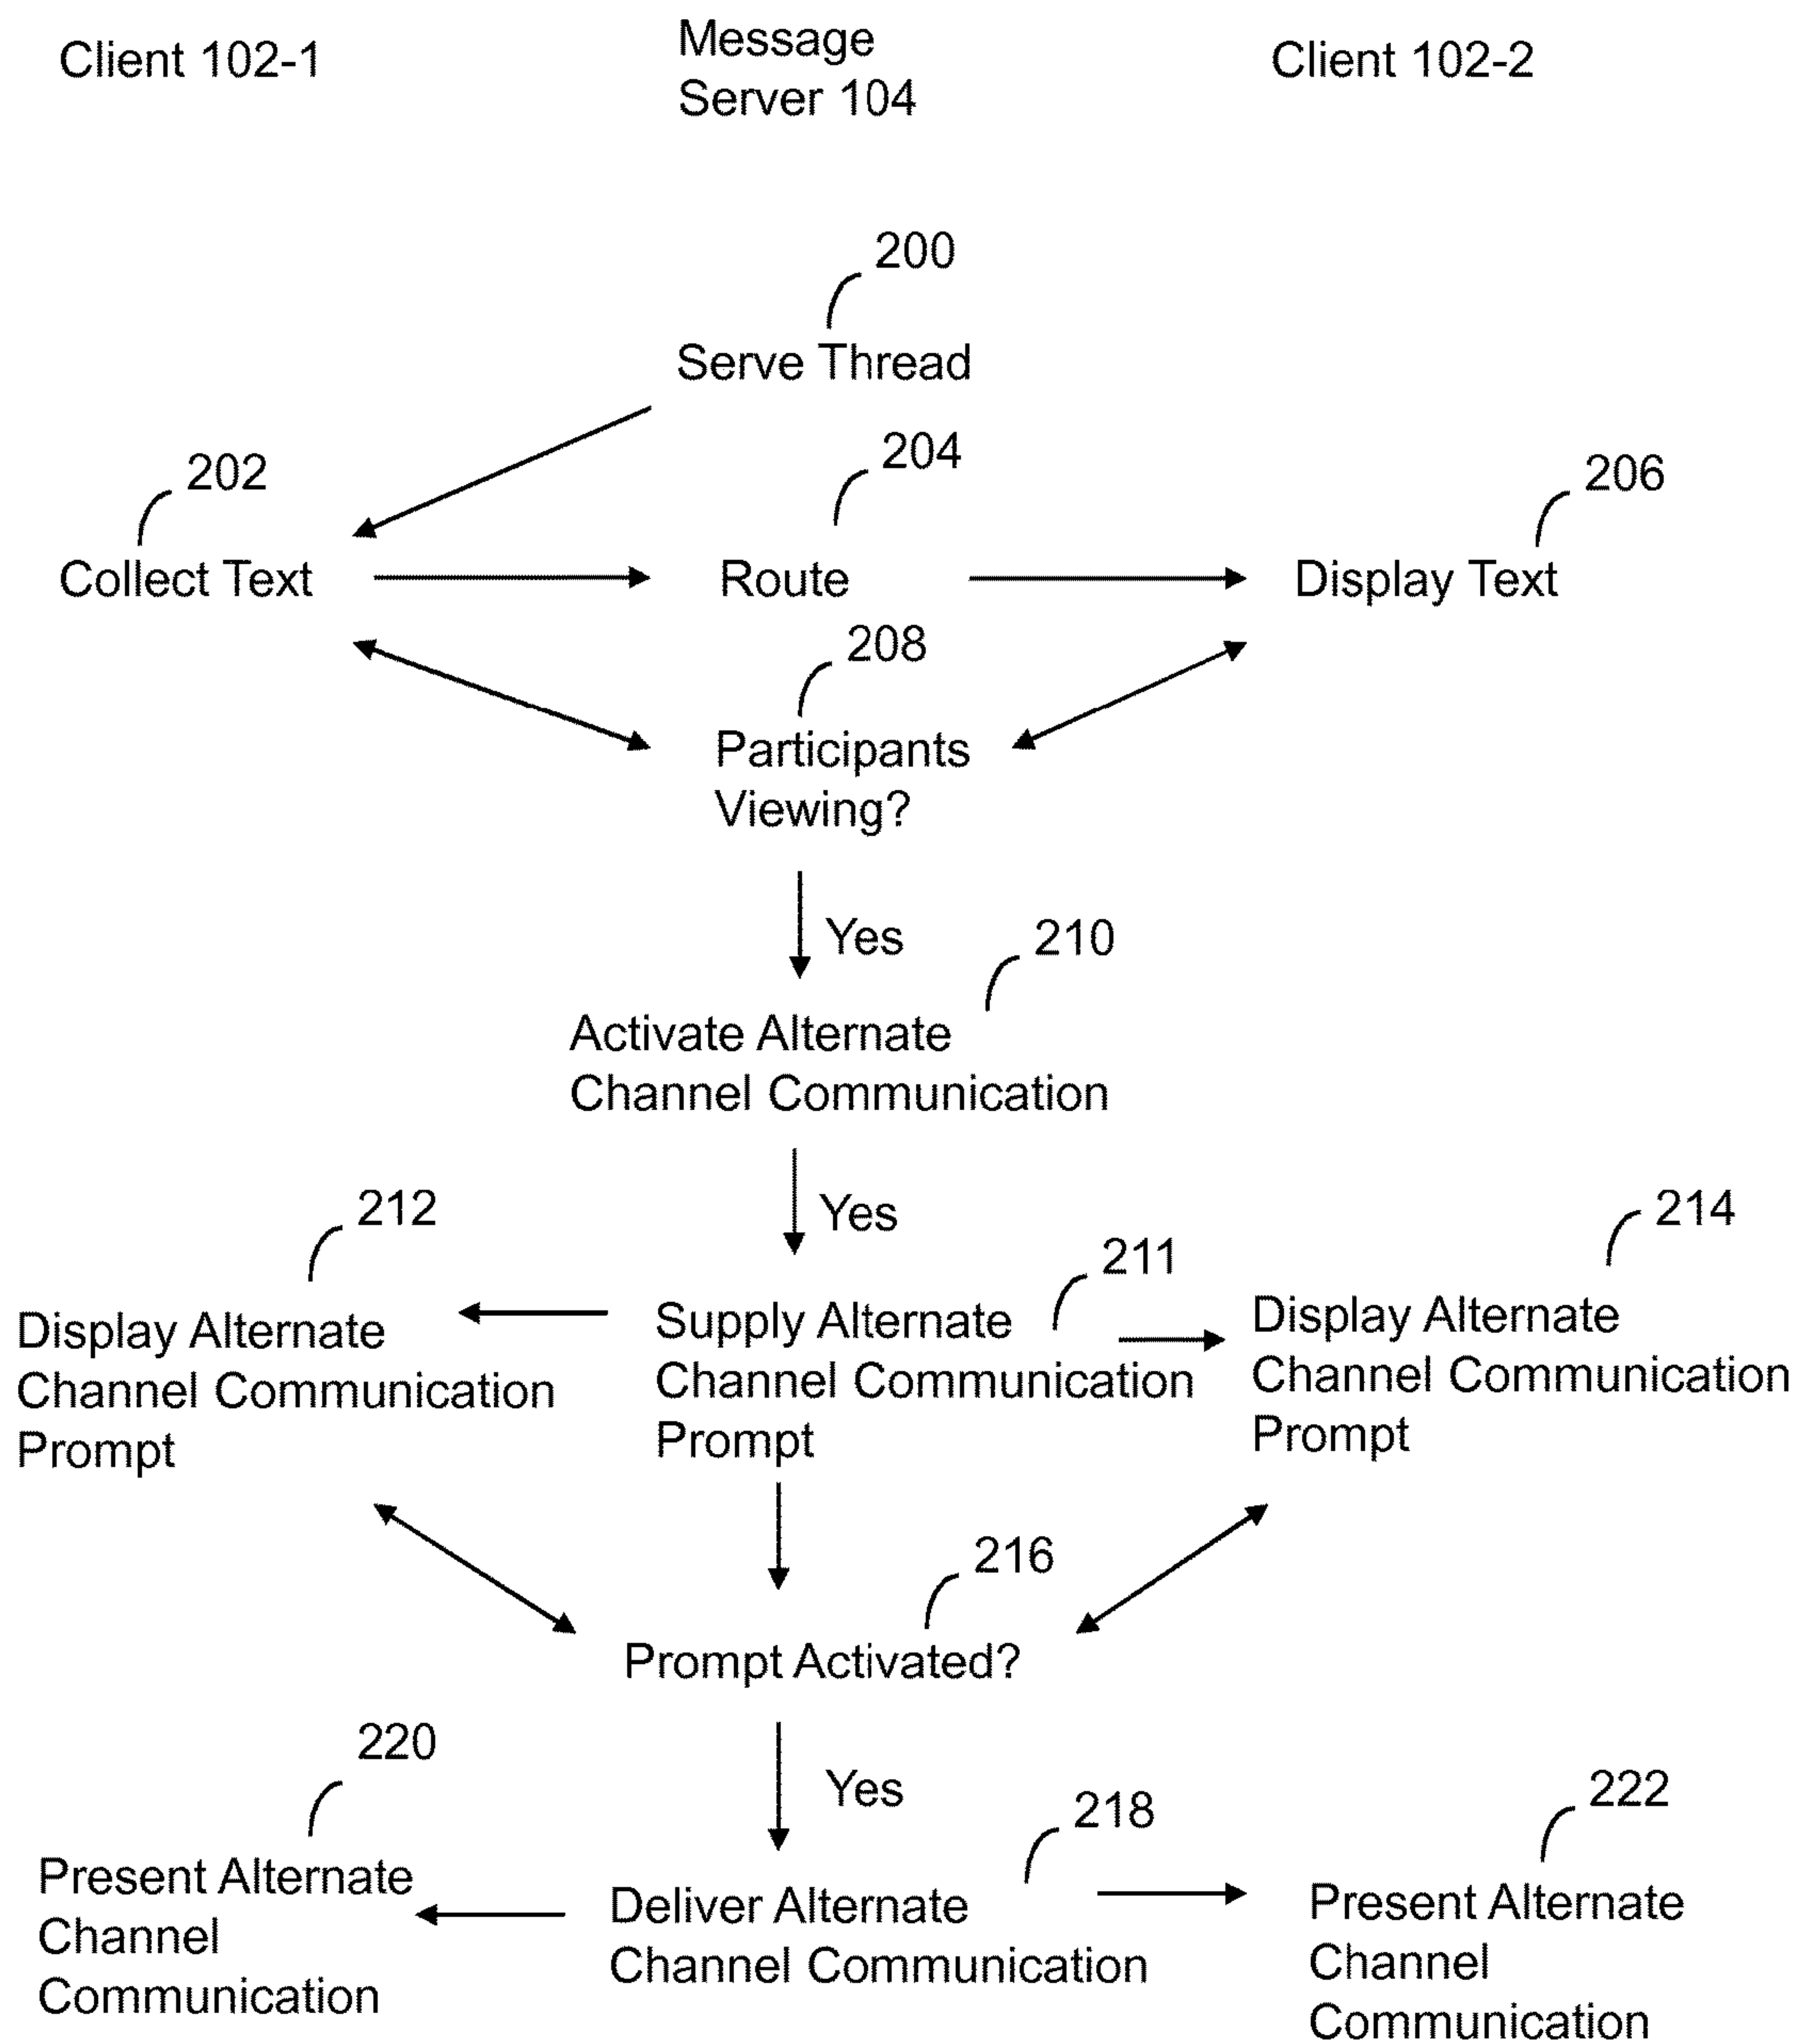 Client 102-1
Message
Server 104
Client 102-2
200
Serve Thread
202
204
206
Collect Text
Route
Display Text
208
Participants
Viewing?
Yes
210
Activate Alternate
Channel Communication
Yes
212
211
214
Display Alternate
Channel Communication
Prompt
Supply Alternate
Channel Communication
Prompt
Display Alternate
Channel Communication
Prompt
216
Prompt Activated?
Yes
220
218
222
Present Alternate
Channel
Communication
Deliver Alternate
Channel Communication
Present Alternate
Channel
Communication